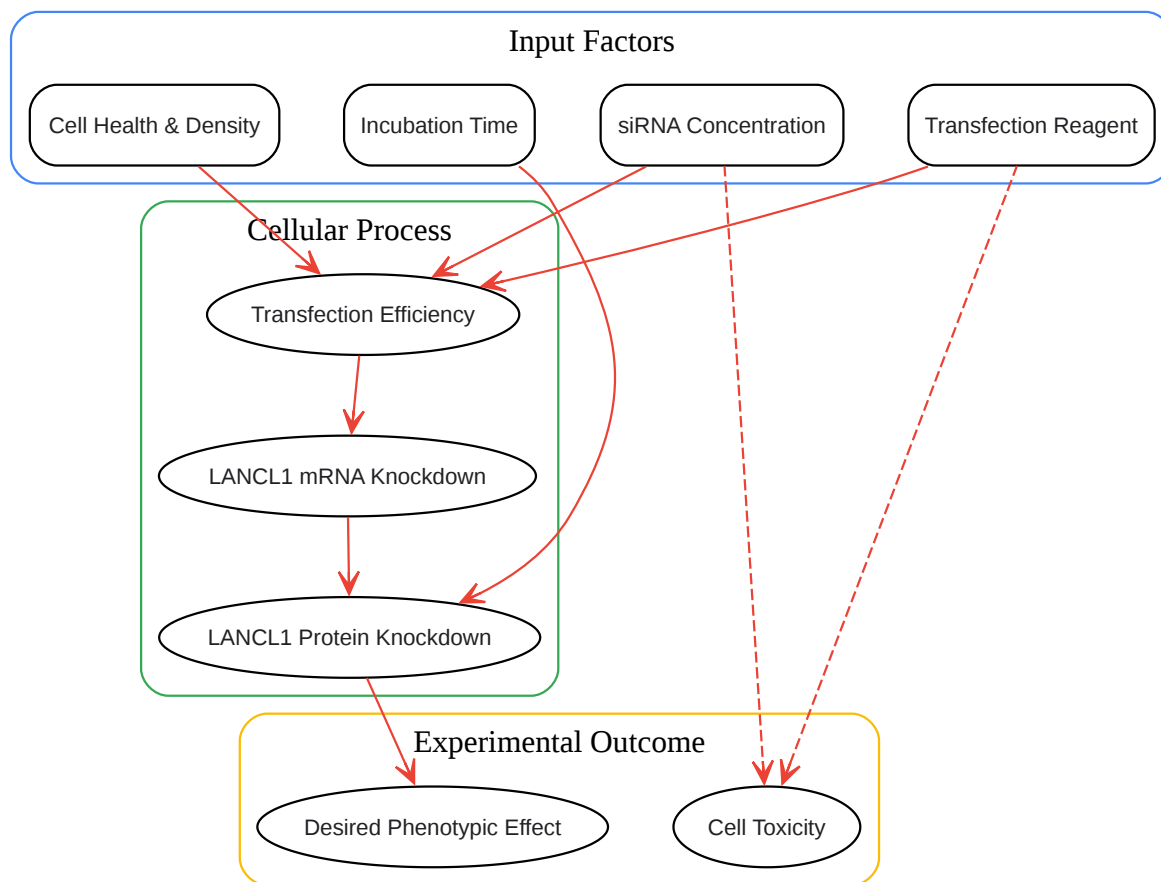 Input Factors
Cell Health & Density
Incubation Time
siRNA Concentration
Transfection Reagent
Cellular Process
Transfection Efficiency
LANCL1 mRNA Knockdown
LANCL1 Protein Knockdown
Experimental Outcome
Desired Phenotypic Effect
Cell Toxicity